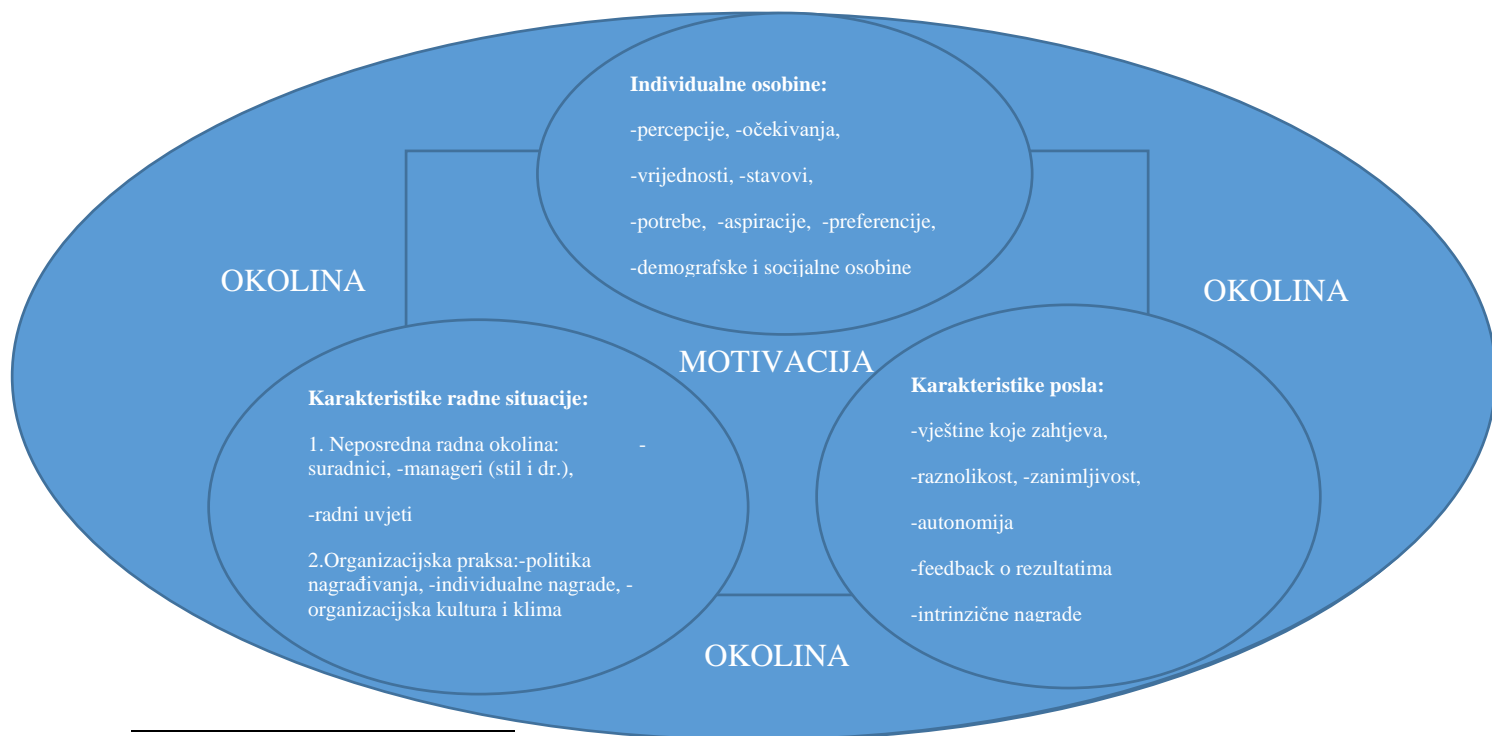 Individualne osobine:
-percepcije, -očekivanja,
-vrijednosti, -stavovi,
-potrebe, -aspiracije, -preferencije,
-demografske i socijalne osobine
OKOLINA
OKOLINA
MOTIVACIJA
Karakteristike radne situacije:
1. Neposredna radna okolina: -
suradnici, -manageri (stil i dr.),
-radni uvjeti
2.Organizacijska praksa:-politika
nagrađivanja, -individualne nagrade, -
organizacijska kultura i klima
Karakteristike posla:
-vještine koje zahtjeva,
-raznolikost, -zanimljivost,
-autonomija
-feedback o rezultatima
-intrinzične nagrade
OKOLINA